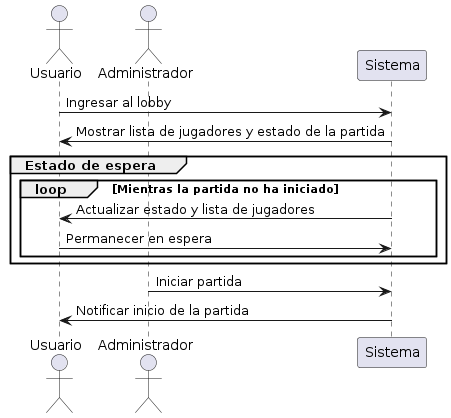 Usuario
Administrador
Sistema
Ingresar al lobby
Mostrar lista de jugadores y estado de la partida
Estado de espera
loop [Mientras la partida no ha iniciado]
Actualizar estado y lista de jugadores
Permanecer en espera
Iniciar partida
Notificar inicio de la partida
Usuario
Administrador
Sistema